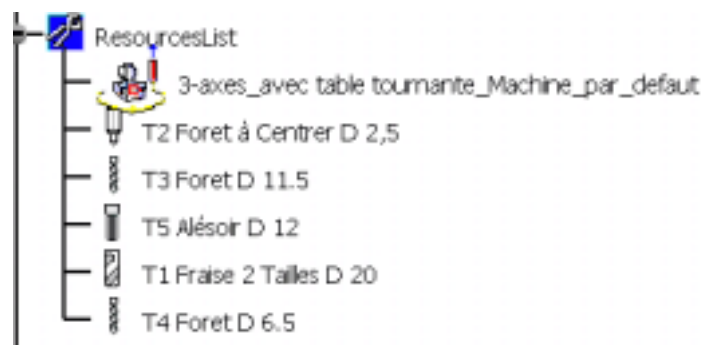 ResourcesList
3-axes_avec table tournante_Machine_par_defaut
T2 Foret à Centrer D 2,5
T3 Foret D 11.5
T5 Alésoir D 12
T1 Fraise 2 Tailles D 20
T4 Foret D 6.5